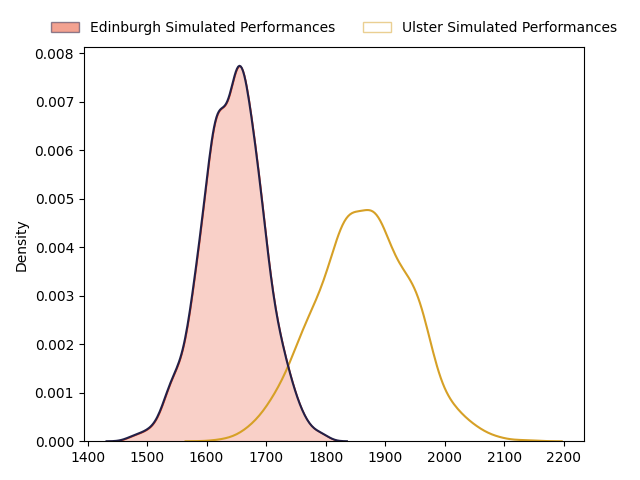 Edinburgh Simulated Performances
Ulster Simulated Performances
0.008
0.007
0.006
0.005
0.004
0.003
0.002
0.001
0.000
Density
1400 1500 1600 1700 1800 1900 2000 2100 2200